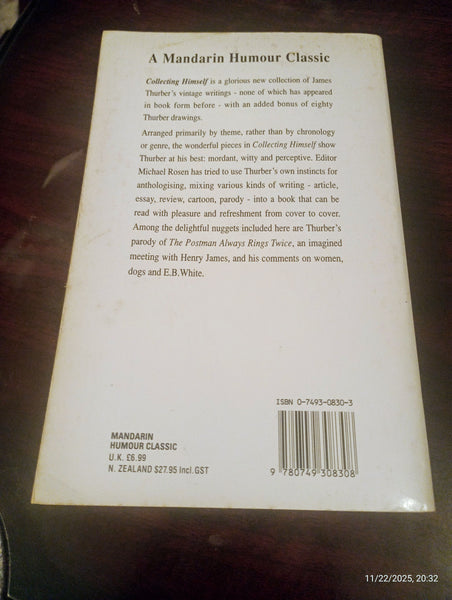 A Mandarin Humour Classic
Collecting Himself is a glorious new collection of James
Thurber's vintage writings - none of which has appeared
in book form before - with an added bonus of eighty
Thurber drawings.
Arranged primarily by theme, rather than by chronology
or genre, the wonderful pieces in Collecting Himself show
Thurber at his best: mordant, witty and perceptive. Editor
Michael Rosen has tried to use Thurber's own instincts for
anthologising, mixing various kinds of writing - article,
essay, review, cartoon, parody - into a book that can be
read with pleasure and refreshment from cover to cover.
Among the delightful nuggets included here are Thurber's
parody of The Postman Always Rings Twice, an imagined
meeting with Henry James, and his comments on women,
dogs and E.B.White.
ISBN 0-7493-0830-3
9 780749 308308
MANDARIN
HUMOUR CLASSIC
U.K. £6.99
N. ZEALAND $27.95 Incl.GST
11/22/2025, 20:32